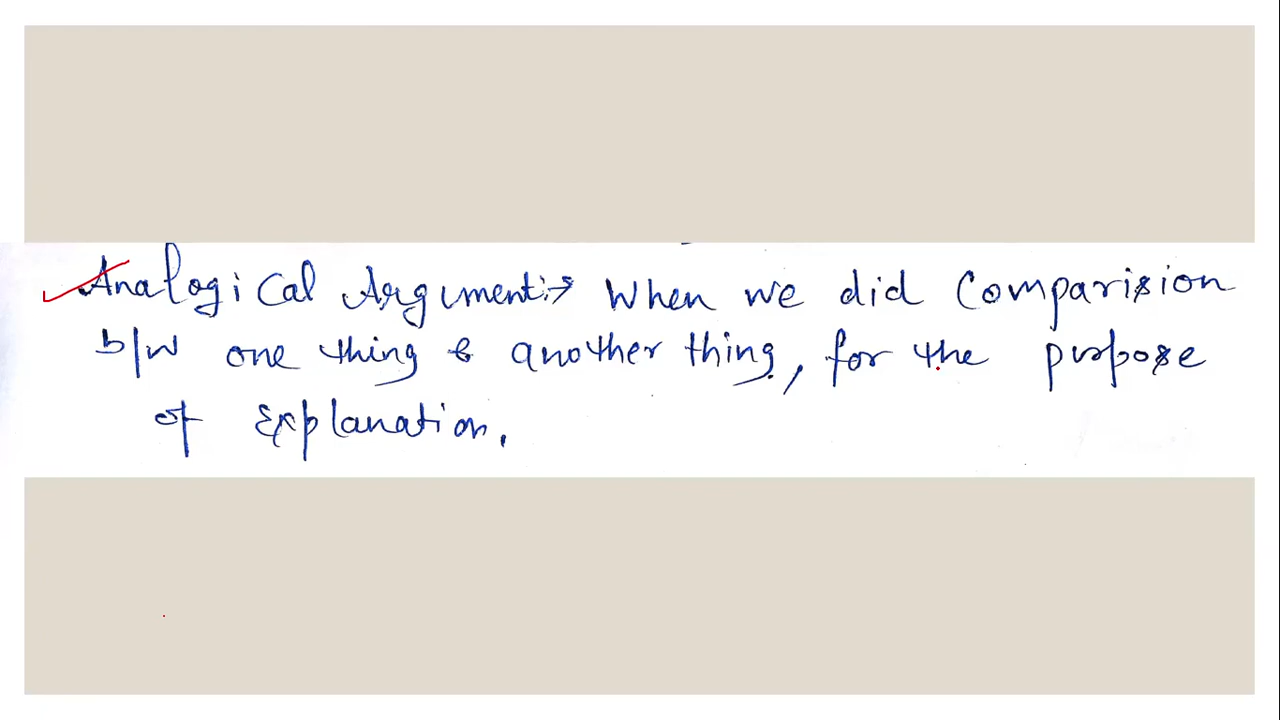 Analogical Argument:→ When we did Comparision
b/w one thing & another thing, for the purpose
of Explanation.